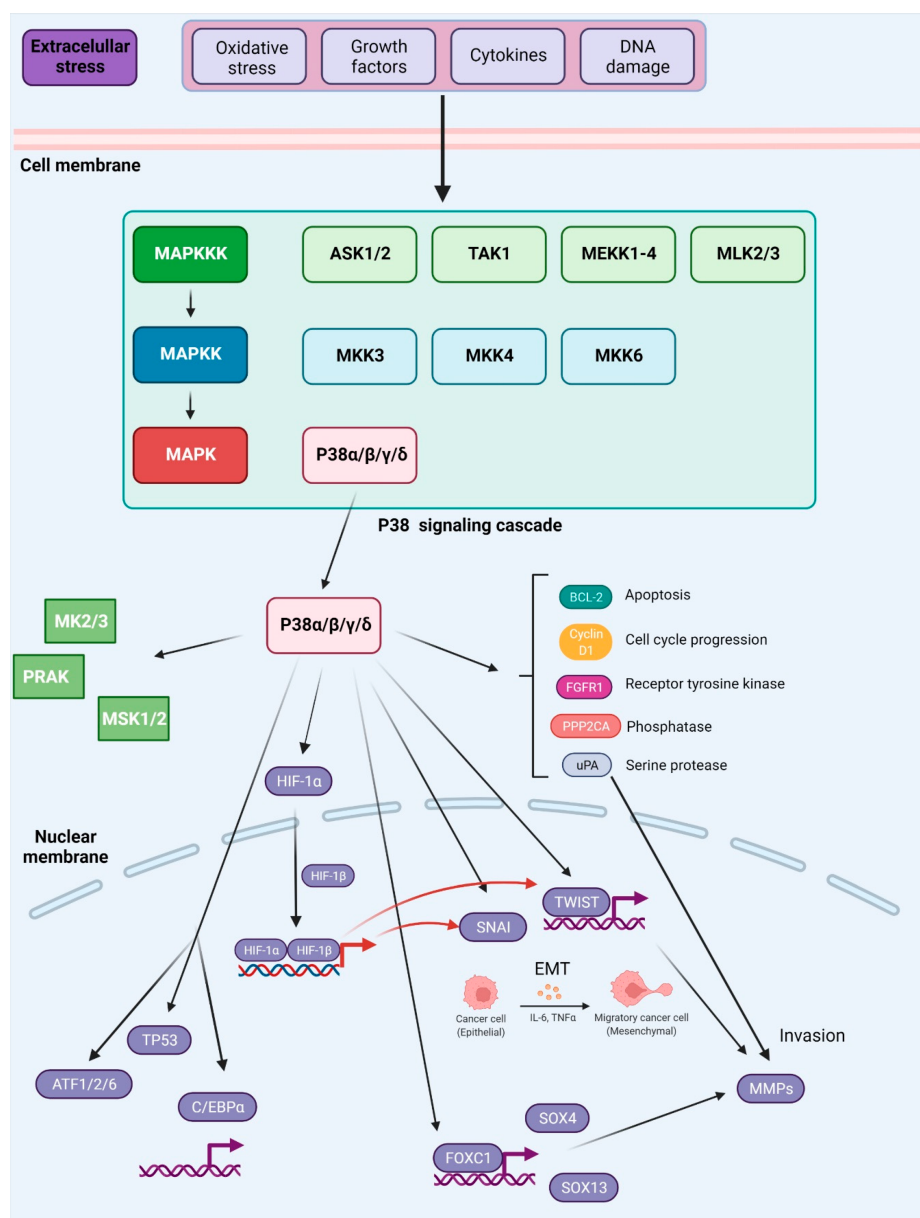 Extracelullar
stress
Oxidative
stress
Growth
factors
Cytokines
DNA
damage
Cell membrane
MAPKKK
ASK1/2
TAK1
MEKK1-4
MLK2/3
MAPKK
MKK3
MKK4
MKK6
MAPK
P38α/β/γ/δ
P38 signaling cascade
P38α/β/γ/δ
MK2/3
PRAK
MSK1/2
BCL-2 Apoptosis
Cyclin
D1
Cell cycle progression
FGFR1 Receptor tyrosine kinase
PPP2CA Phosphatase
uPA Serine protease
HIF-1α
Nuclear
membrane
HIF-1β
TWIST
SNAI
HIF-1α HIF-1β
EMT
IL-6, TNFα
Cancer cell
(Epithelial)
Migratory cancer cell
(Mesenchymal)
Invasion
TP53
ATF1/2/6
C/EBPα
MMPs
SOX4
FOXC1
SOX13